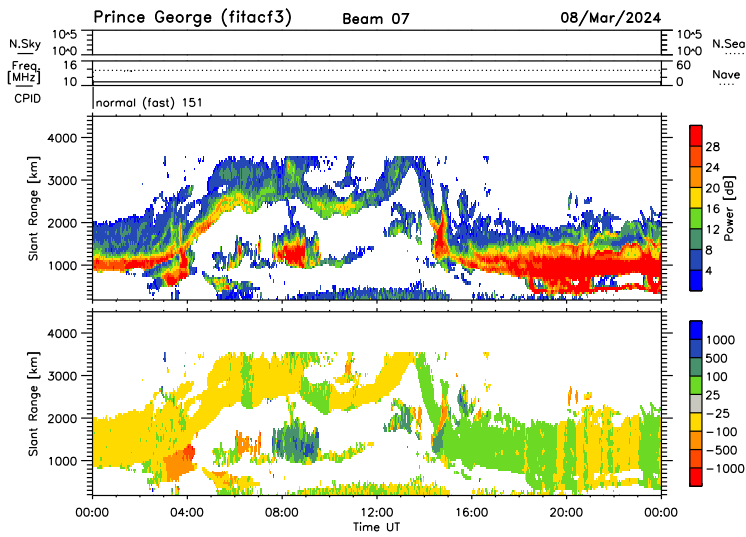 Prince George (fitacf3) Beam 07 08/Mar/2024
10^5 10^5
N.Sky N.Sea
10^0 10^0
Freq. 16 60
[MHz] Nave
10 0
CPID normal (fast) 151
4000
3000
2000
1000
Slant Range [km]
28
24
20
16
12
8
4
Power [dB]
4000
3000
2000
1000
Slant Range [km]
1000
500
100
25
-25
-100
-500
-1000
00:00 04:00 08:00 12:00 16:00 20:00 00:00
Time UT